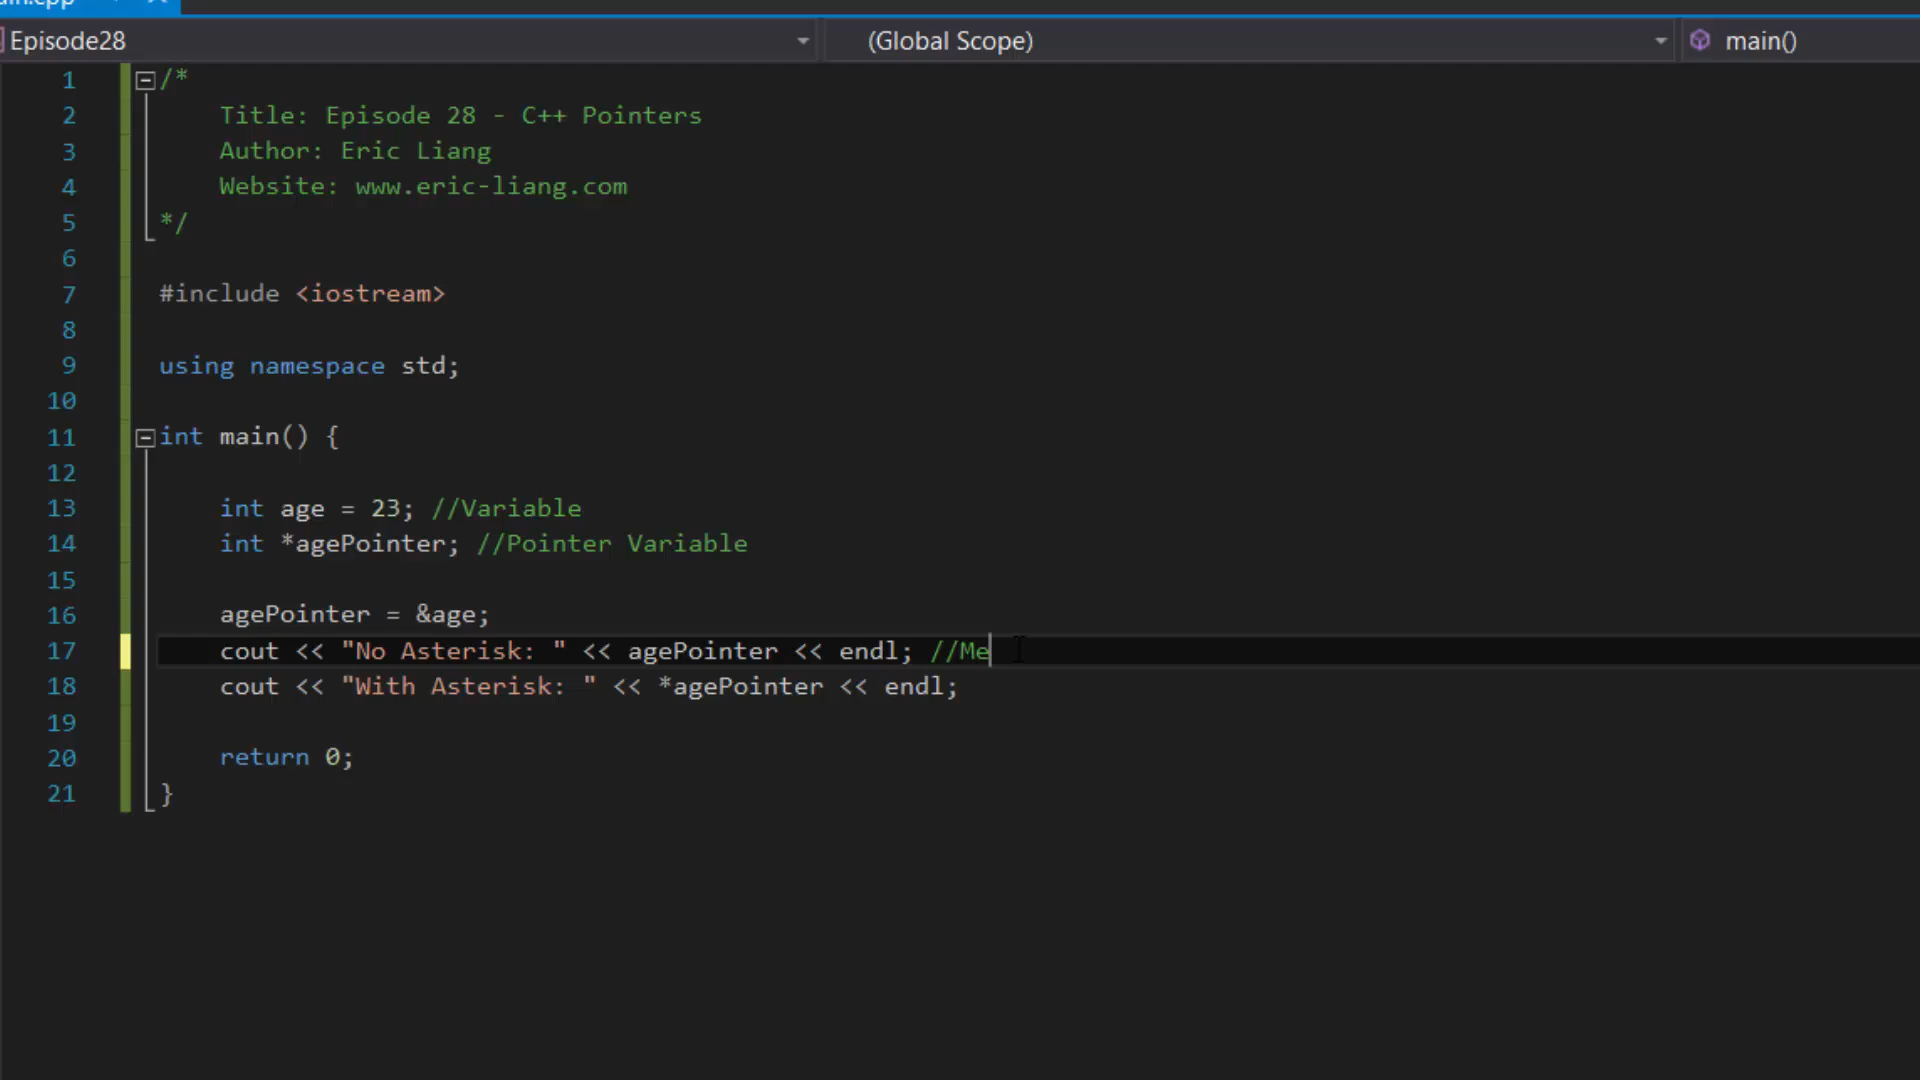 Episode28
(Global Scope)
main()
1 /*
2 Title: Episode 28 - C++ Pointers
3 Author: Eric Liang
4 Website: www.eric-liang.com
5 */
6
7 #include <iostream>
8
9 using namespace std;
10
11 int main() {
12
13 int age = 23; //Variable
14 int *agePointer; //Pointer Variable
15
16 agePointer = &age;
17 cout << "No Asterisk: " << agePointer << endl; //Me
18 cout << "With Asterisk: " << *agePointer << endl;
19
20 return 0;
21 }